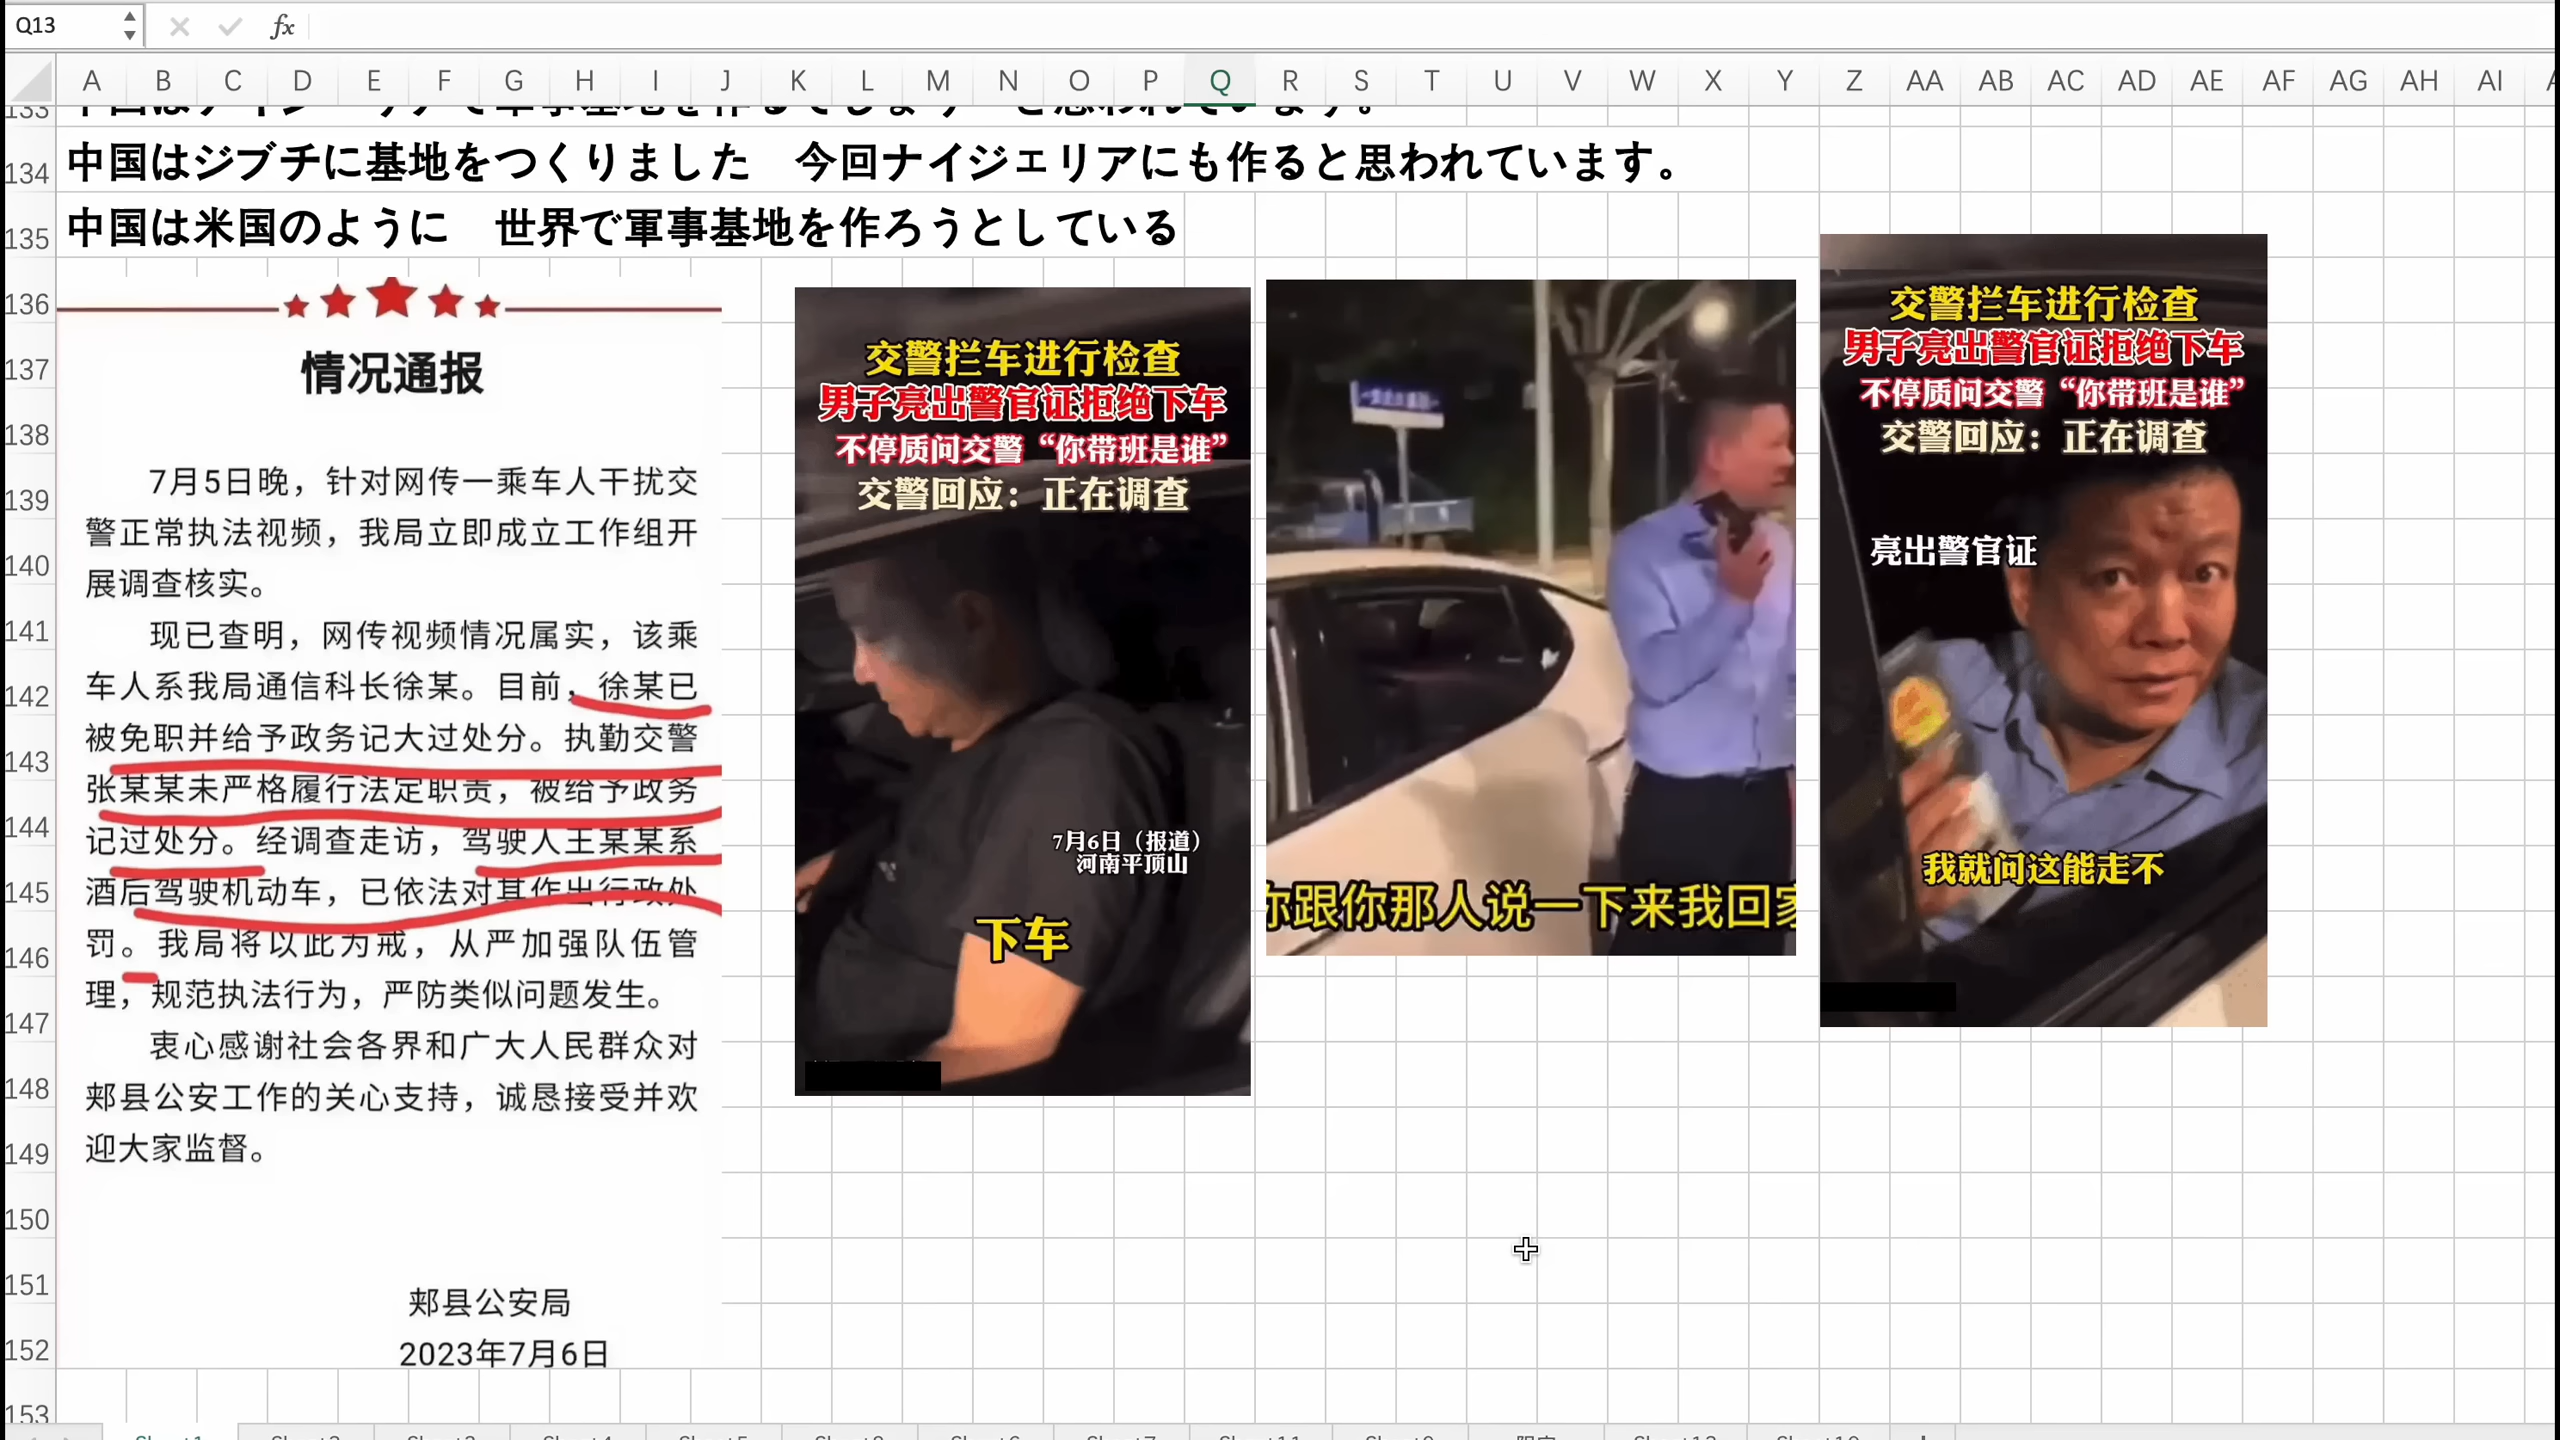 Q13
fx
A B C D E F G H I J K L M N O P Q R S T U V W X Y Z AA AB AC AD AE AF AG AH AI
133
134 中国はジブチに基地をつくりました　今回ナイジェリアにも作ると思われています。
135 中国は米国のように　世界で軍事基地を作ろうとしている
136
137
138
139
140
141
142
143
144
145
146
147
148
149
150
151
152
153
情况通报
7月5日晚，针对网传一乘车人干扰交
警正常执法视频，我局立即成立工作组开
展调查核实。
现已查明，网传视频情况属实，该乘
车人系我局通信科长徐某。目前，徐某已
被免职并给予政务记大过处分。执勤交警
张某某未严格履行法定职责，被给予政务
记过处分。经调查走访，驾驶人王某某系
酒后驾驶机动车，已依法对其作出行政处
罚。我局将以此为戒，从严加强队伍管
理，规范执法行为，严防类似问题发生。
衷心感谢社会各界和广大人民群众对
郏县公安工作的关心支持，诚恳接受并欢
迎大家监督。
郏县公安局
2023年7月6日
交警拦车进行检查
男子亮出警官证拒绝下车
不停质问交警“你带班是谁”
交警回应：正在调查
7月6日（报道）
河南平顶山
下车
你跟你那人说一下来我回家
交警拦车进行检查
男子亮出警官证拒绝下车
不停质问交警“你带班是谁”
交警回应：正在调查
亮出警官证
我就问这能走不